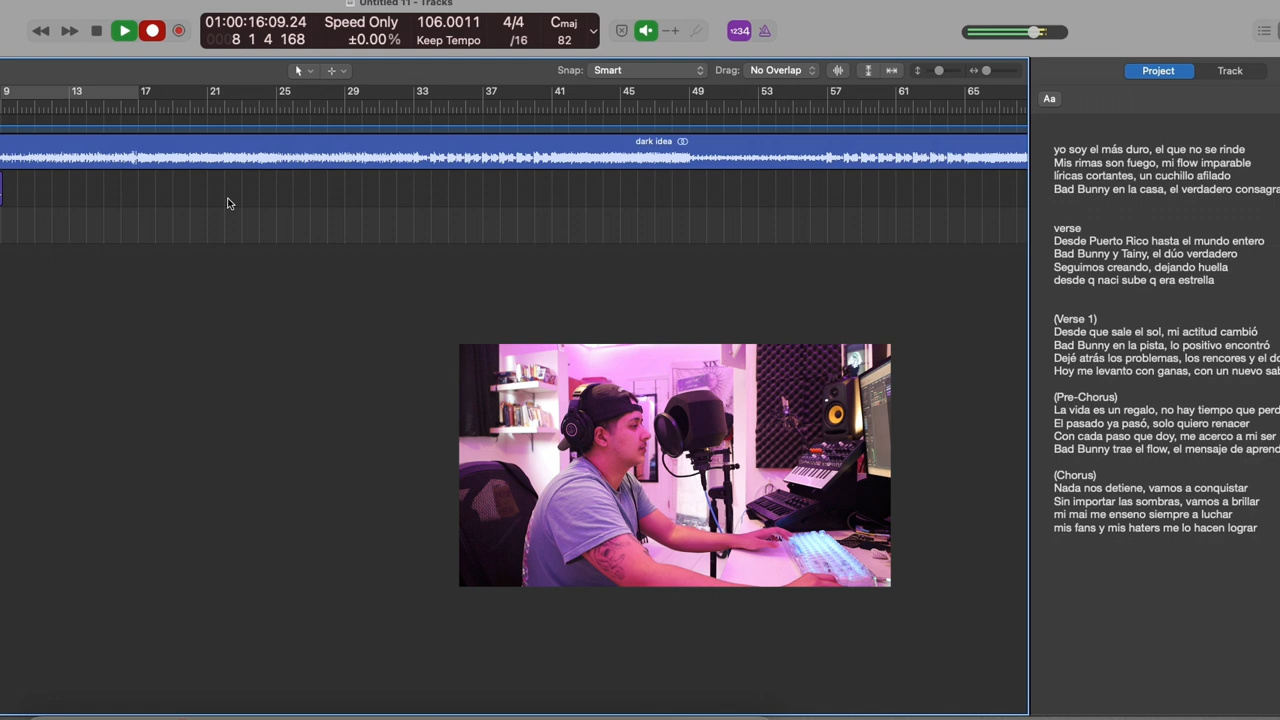 Untitled 11 - Tracks
01:00:16:09.24
0008 1 4 168
Speed Only
±0.00%
106.0011
Keep Tempo
4/4
/16
Cmaj
82
1234
Snap: Smart
Drag: No Overlap
Project
Track
9 13 17 21 25 29 33 37 41 45 49 53 57 61 65
Aa
dark idea
yo soy el más duro, el que no se rinde
Mis rimas son fuego, mi flow imparable
líricas cortantes, un cuchillo afilado
Bad Bunny en la casa, el verdadero consagra
verse
Desde Puerto Rico hasta el mundo entero
Bad Bunny y Tainy, el dúo verdadero
Seguimos creando, dejando huella
desde q naci sube q era estrella
(Verse 1)
Desde que sale el sol, mi actitud cambió
Bad Bunny en la pista, lo positivo encontró
Dejé atrás los problemas, los rencores y el do
Hoy me levanto con ganas, con un nuevo sab
(Pre-Chorus)
La vida es un regalo, no hay tiempo que perd
El pasado ya pasó, solo quiero renacer
Con cada paso que doy, me acerco a mi ser
Bad Bunny trae el flow, el mensaje de aprend
(Chorus)
Nada nos detiene, vamos a conquistar
Sin importar las sombras, vamos a brillar
mi mai me enseno siempre a luchar
mis fans y mis haters me lo hacen lograr
XIX